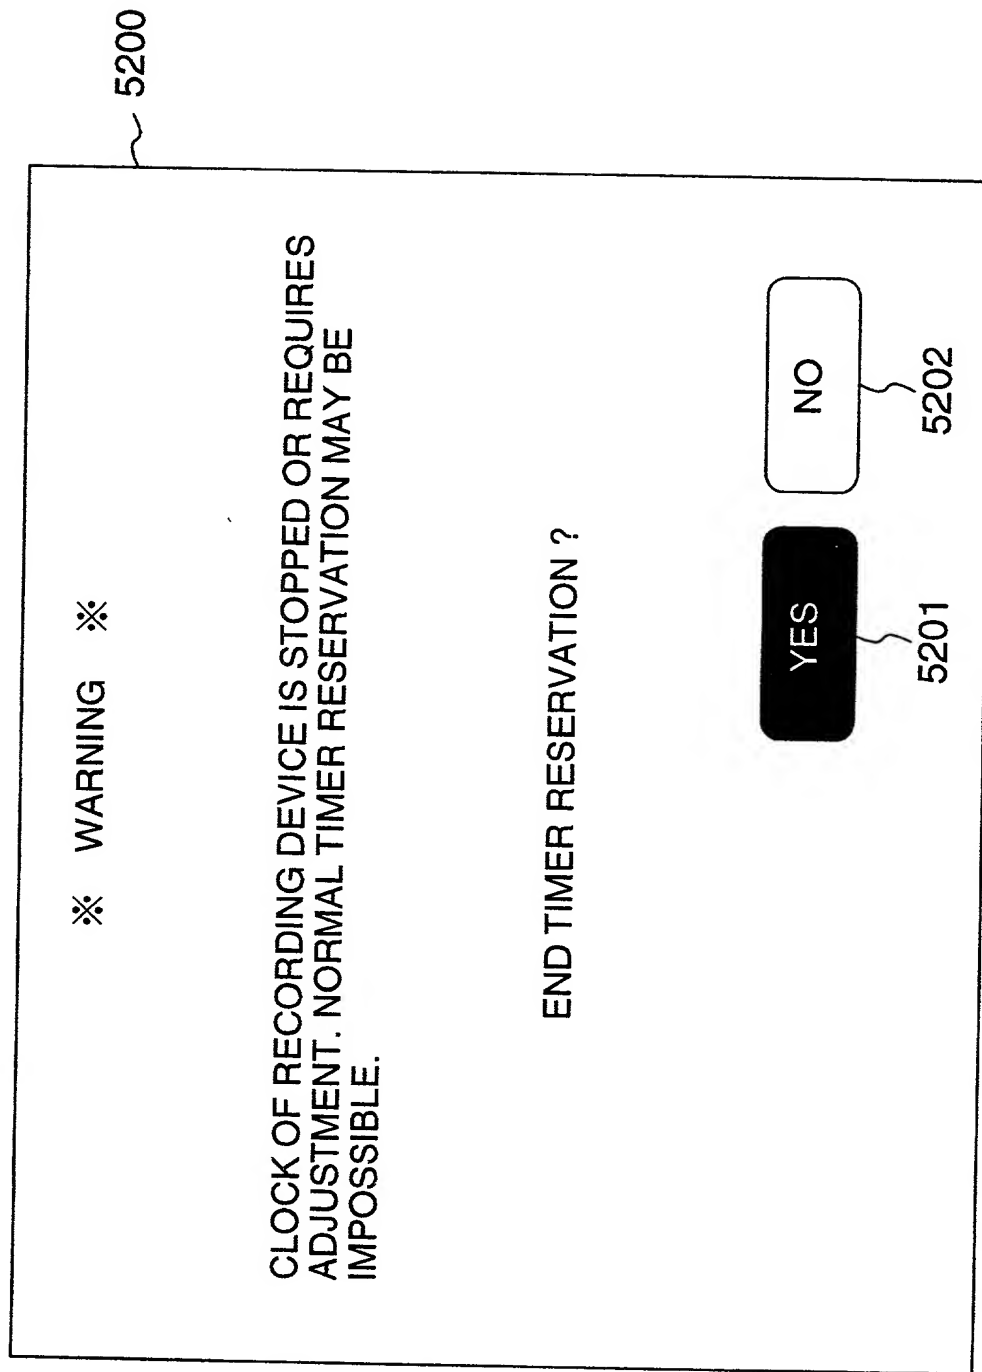 5200
※ WARNING ※
CLOCK OF RECORDING DEVICE IS STOPPED OR REQUIRES
ADJUSTMENT. NORMAL TIMER RESERVATION MAY BE
IMPOSSIBLE.
END TIMER RESERVATION ?
YES
NO
5201
5202